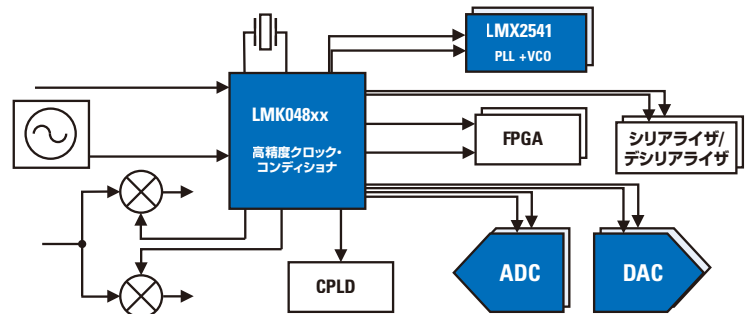 LMX2541
PLL +VCO
LMK048xx
高精度クロック・
コンディショナ
FPGA
シリアライザ/
デシリアライザ
CPLD
ADC
DAC